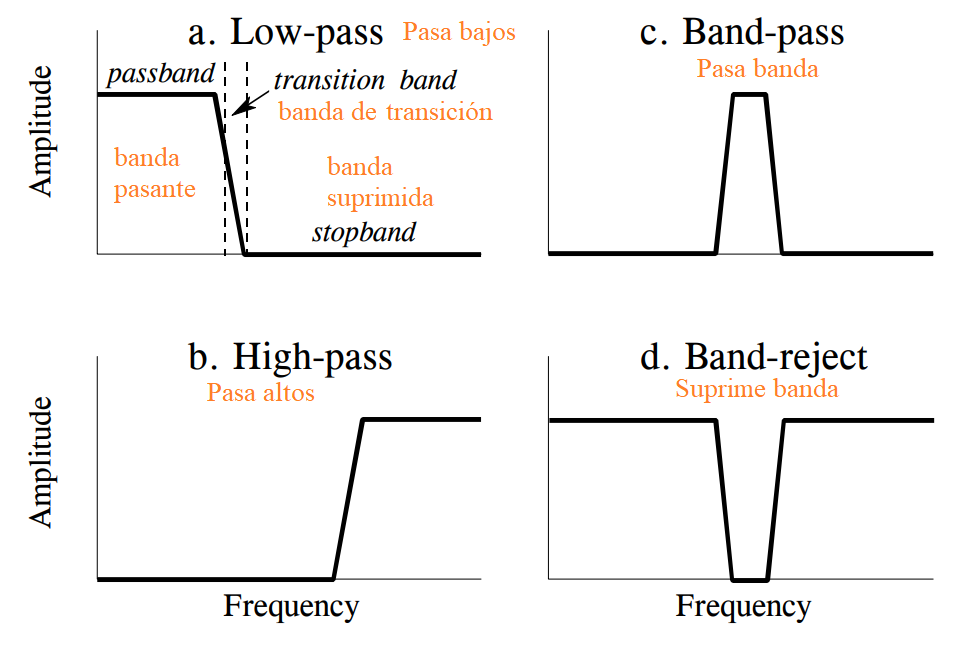 a. Low-pass Pasa bajos
passband
transition band
banda de transición
banda
pasante
banda
suprimida
stopband
Amplitude
c. Band-pass
Pasa banda
b. High-pass
Pasa altos
Amplitude
Frequency
d. Band-reject
Suprime banda
Frequency